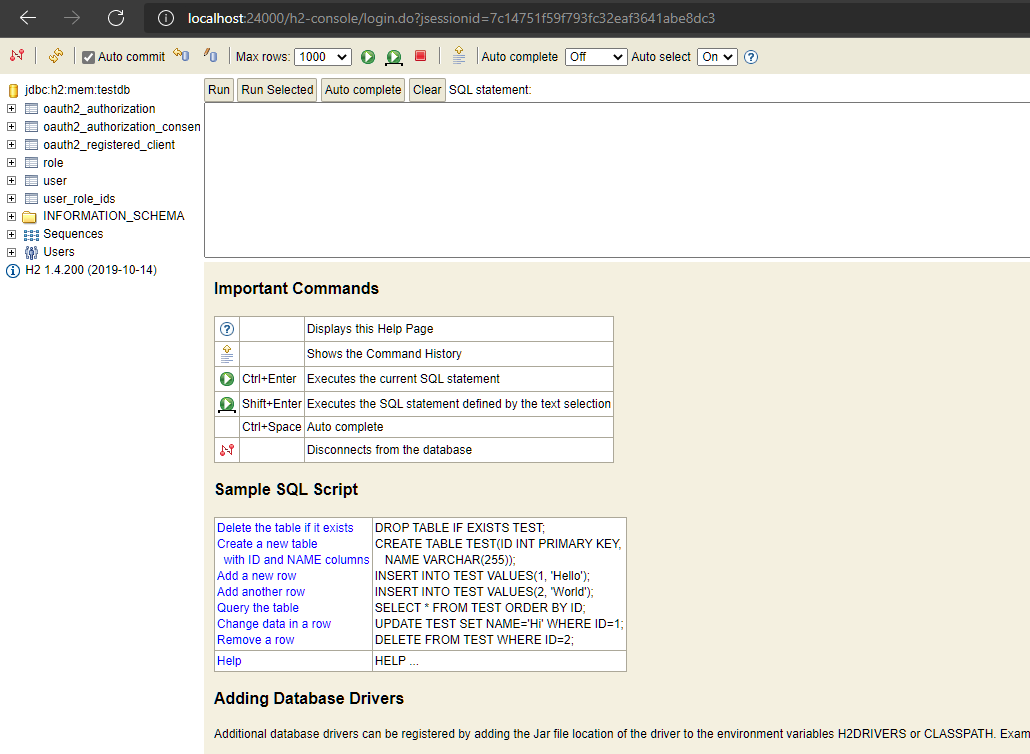 localhost:24000/h2-console/login.do?jsessionid=7c14751f59f793fc32eaf3641abe8dc3
Auto commit Max rows: 1000 Auto complete Off Auto select On
jdbc:h2:mem:testdb
oauth2_authorization
oauth2_authorization_consen
oauth2_registered_client
role
user
user_role_ids
INFORMATION_SCHEMA
Sequences
Users
H2 1.4.200 (2019-10-14)
Run Run Selected Auto complete Clear SQL statement:
Important Commands
Displays this Help Page
Shows the Command History
Ctrl+Enter Executes the current SQL statement
Shift+Enter Executes the SQL statement defined by the text selection
Ctrl+Space Auto complete
Disconnects from the database
Sample SQL Script
Delete the table if it exists DROP TABLE IF EXISTS TEST;
Create a new table CREATE TABLE TEST(ID INT PRIMARY KEY,
with ID and NAME columns NAME VARCHAR(255));
Add a new row INSERT INTO TEST VALUES(1, 'Hello');
Add another row INSERT INTO TEST VALUES(2, 'World');
Query the table SELECT * FROM TEST ORDER BY ID;
Change data in a row UPDATE TEST SET NAME='Hi' WHERE ID=1;
Remove a row DELETE FROM TEST WHERE ID=2;
Help HELP ...
Adding Database Drivers
Additional database drivers can be registered by adding the Jar file location of the driver to the environment variables H2DRIVERS or CLASSPATH. Exam